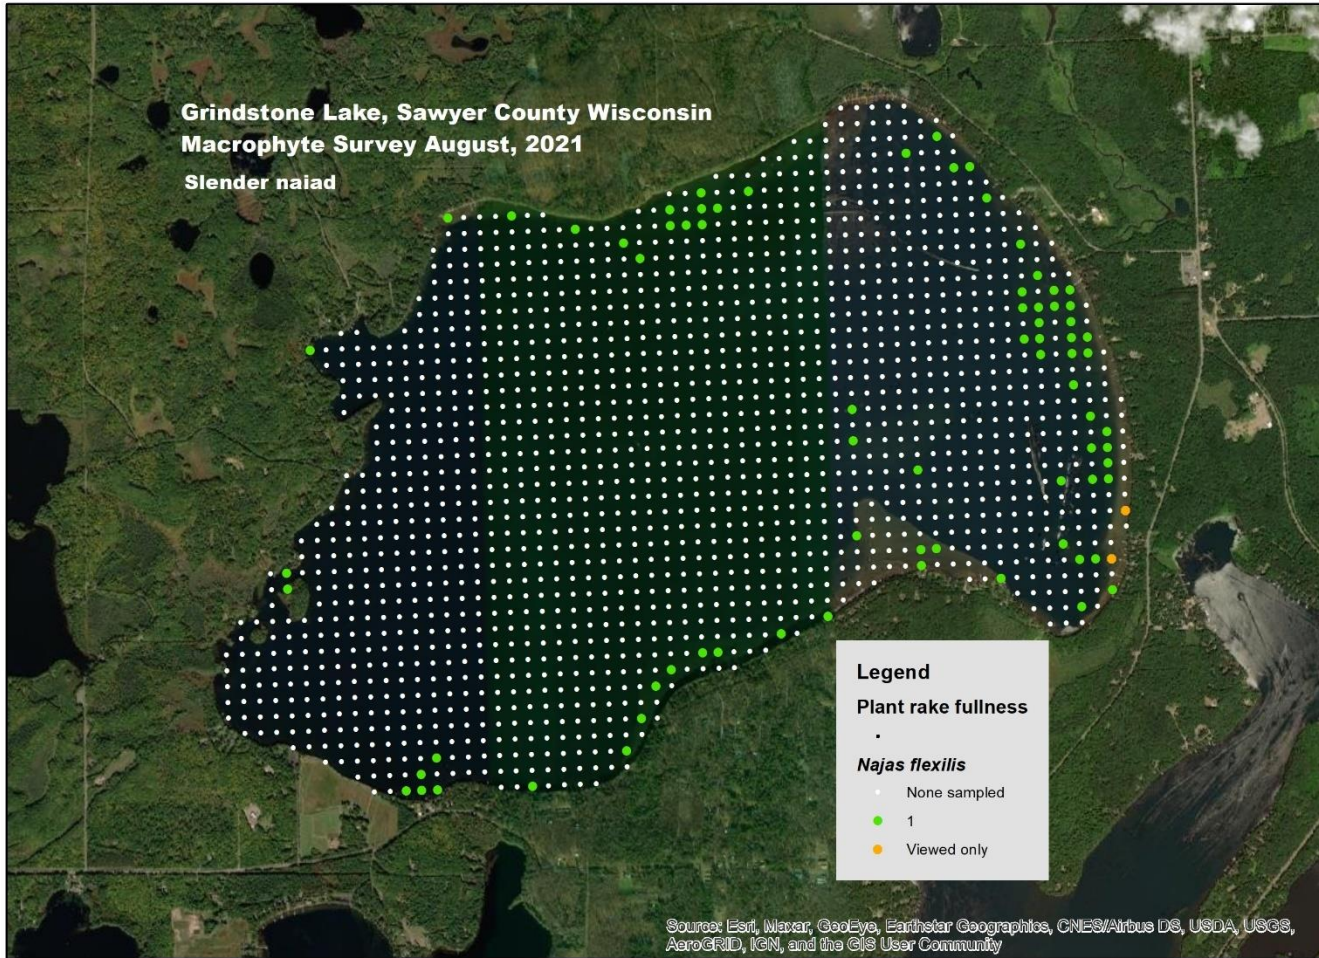 Grindstone Lake, Sawyer County Wisconsin
Macrophyte Survey August, 2021
Slender naiad
Legend
Plant rake fullness
Najas flexilis
None sampled
1
Viewed only
Source: Esri, Maxar, GeoEye, Earthstar Geographics, CNES/Airbus DS, USDA, USGS,
AeroGRID, IGN, and the GIS User Community